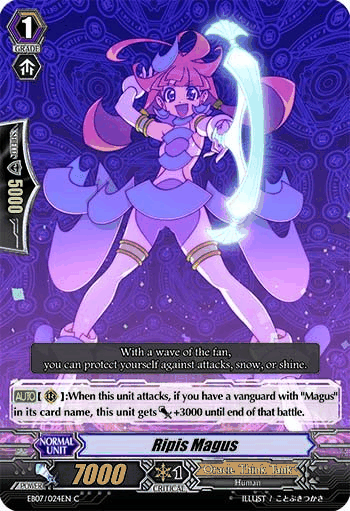 1
GRADE
SHIELD
5000
With a wave of the fan,
you can protect yourself against attacks, snow, or shine.
AUTO [ ]:When this unit attacks, if you have a vanguard with "Magus"
in its card name, this unit gets +3000 until end of that battle.
NORMAL
UNIT
Ripis Magus
POWER
7000
1
CRITICAL
Oracle Think Tank
Human
EB07/024EN C
ILLUST / ことぶきつかさ